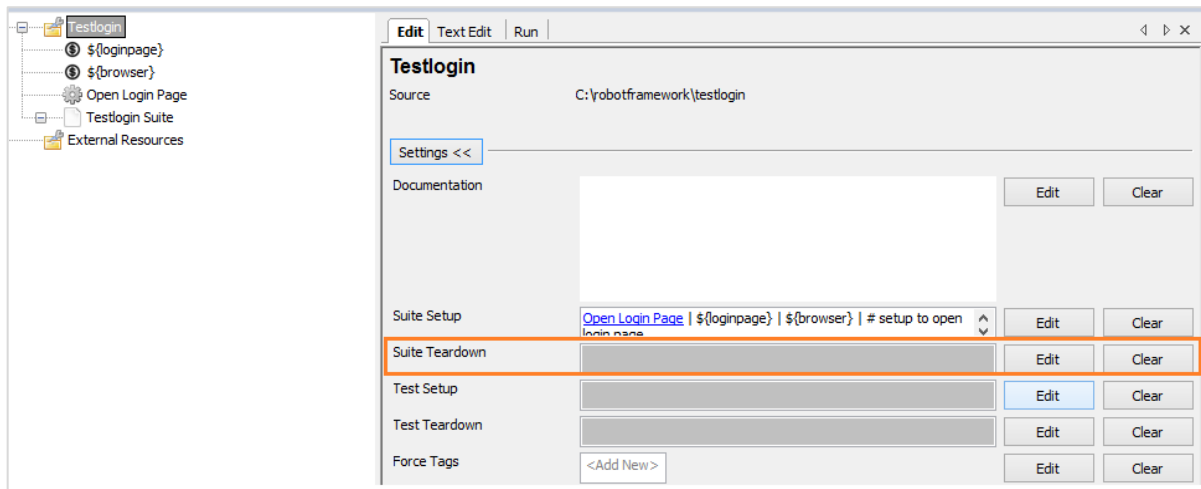 Testlogin
${loginpage}
${browser}
Open Login Page
Testlogin Suite
External Resources
Edit Text Edit Run
Testlogin
Source C:\robotframework\testlogin
Settings <<
Documentation Edit Clear
Suite Setup Open Login Page | ${loginpage} | ${browser} | # setup to open Edit Clear
login page
Suite Teardown Edit Clear
Test Setup Edit Clear
Test Teardown Edit Clear
Force Tags <Add New> Edit Clear